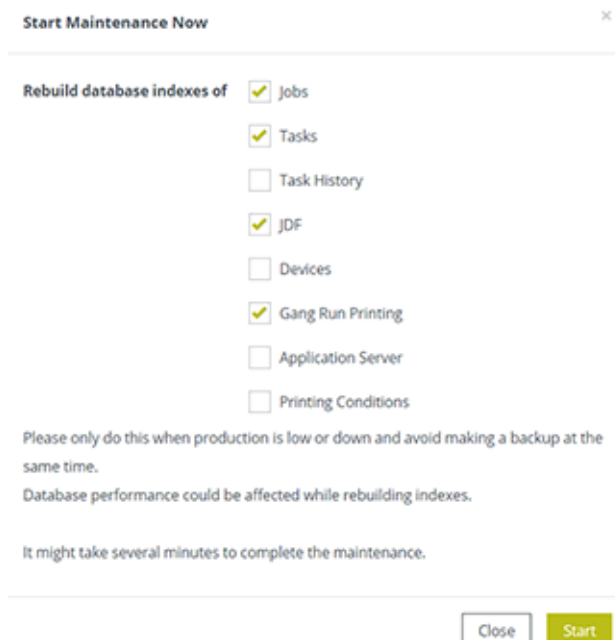 Start Maintenance Now
×
Rebuild database indexes of Jobs
Tasks
Task History
JDF
Devices
Gang Run Printing
Application Server
Printing Conditions
Please only do this when production is low or down and avoid making a backup at the
same time.
Database performance could be affected while rebuilding indexes.
It might take several minutes to complete the maintenance.
Close Start